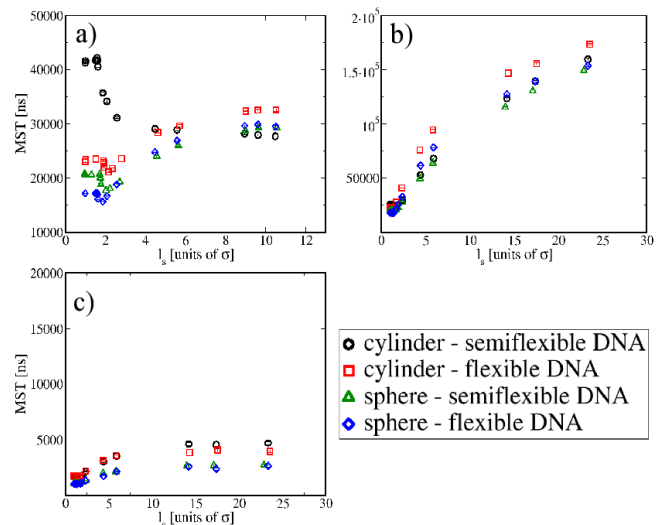 a)
MST [ns]
50000
40000
30000
20000
10000
0 2 4 6 8 10 12
l_s [units of σ]
b)
MST [ns]
2·10^5
1.5·10^5
10^5
50000
0 5 10 15 20 25 30
l_s [units of σ]
c)
MST [ns]
20000
15000
10000
5000
0 5 10 15 20 25 30
l_s [units of σ]
cylinder - semiflexible DNA
cylinder - flexible DNA
sphere - semiflexible DNA
sphere - flexible DNA